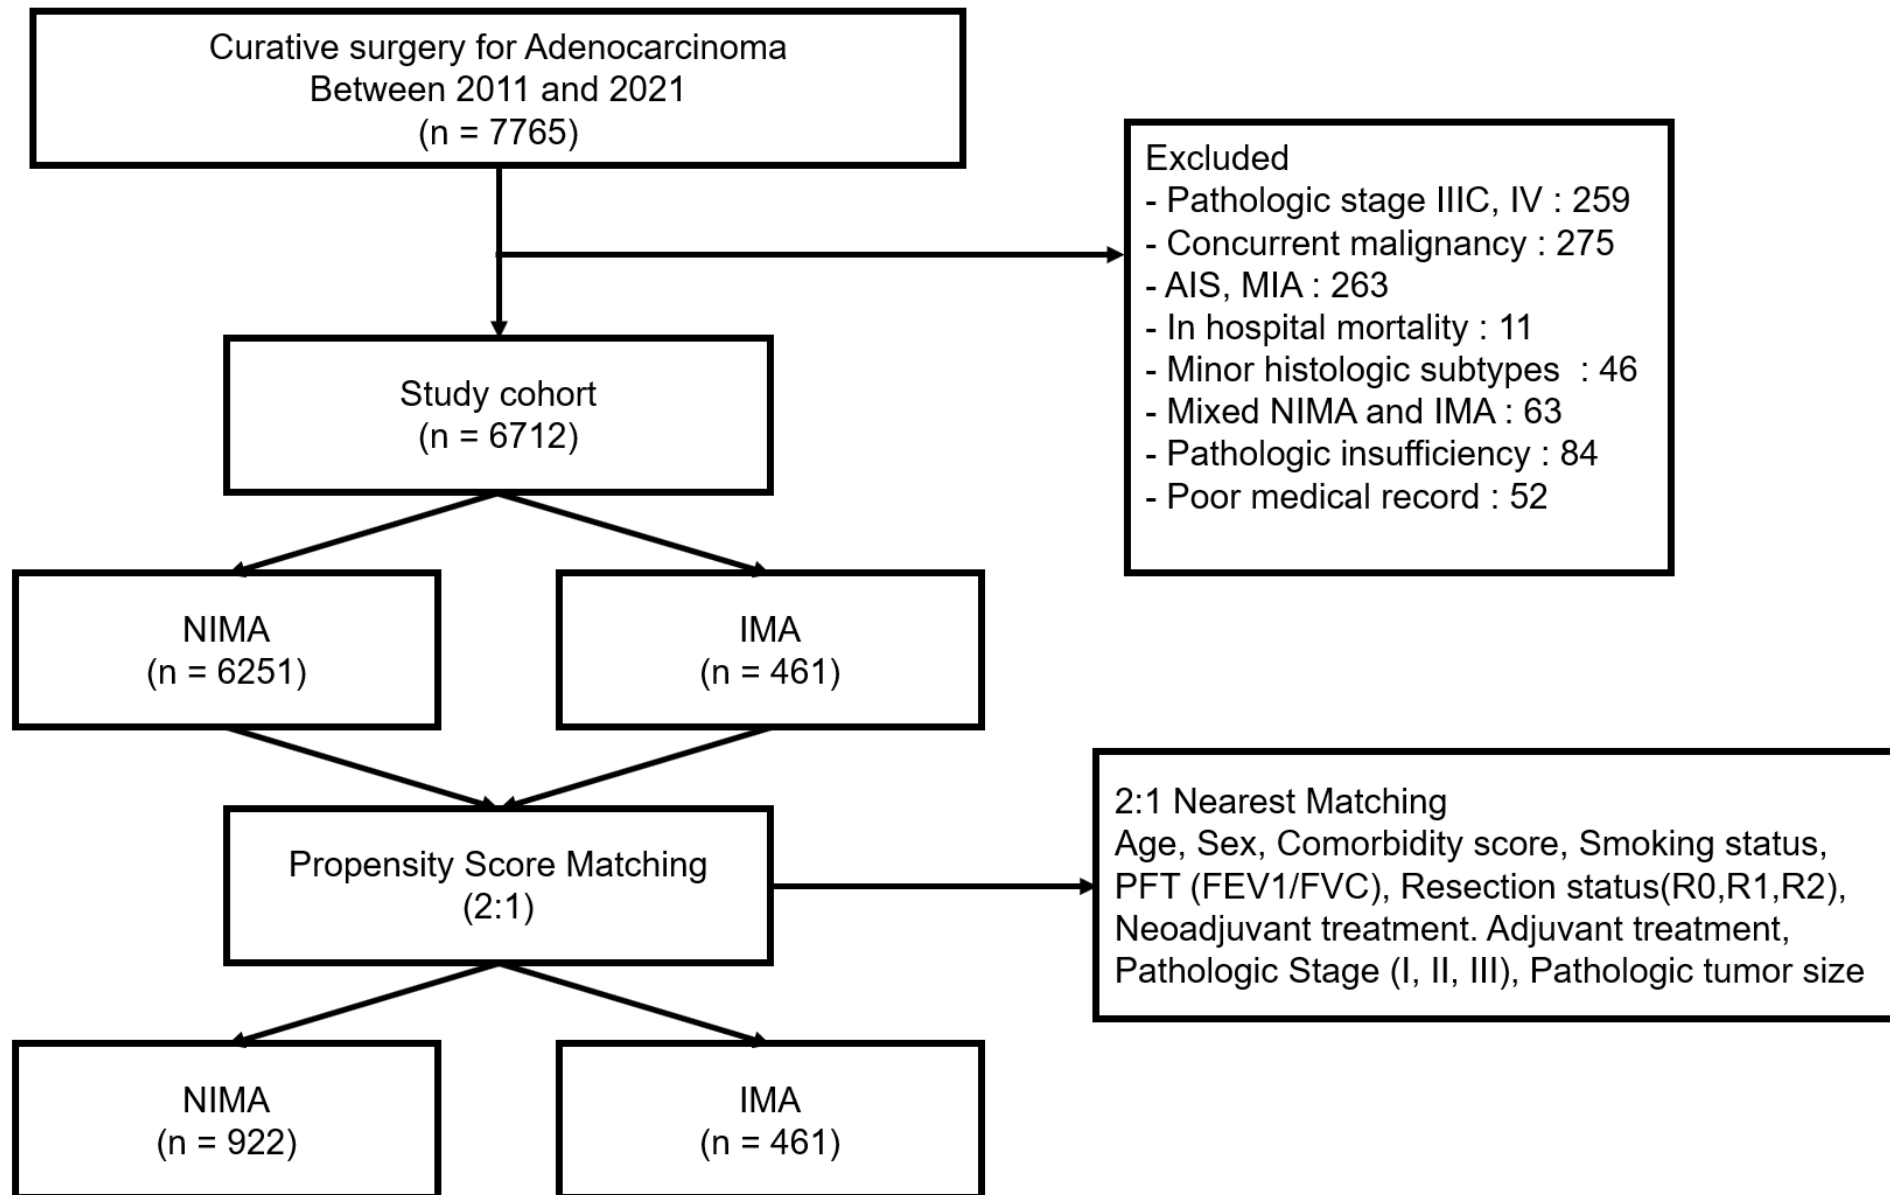 Curative surgery for Adenocarcinoma
Between 2011 and 2021
(n = 7765)
Excluded
- Pathologic stage IIIC, IV : 259
- Concurrent malignancy : 275
- AIS, MIA : 263
- In hospital mortality : 11
- Minor histologic subtypes  : 46
- Mixed NIMA and IMA : 63
- Pathologic insufficiency : 84
- Poor medical record : 52
Study cohort
(n = 6712)
NIMA
(n = 6251)
IMA
(n = 461)
Propensity Score Matching
(2:1)
2:1 Nearest Matching
Age, Sex, Comorbidity score, Smoking status,
PFT (FEV1/FVC), Resection status(R0,R1,R2),
Neoadjuvant treatment. Adjuvant treatment,
Pathologic Stage (I, II, III), Pathologic tumor size
NIMA
(n = 922)
IMA
(n = 461)